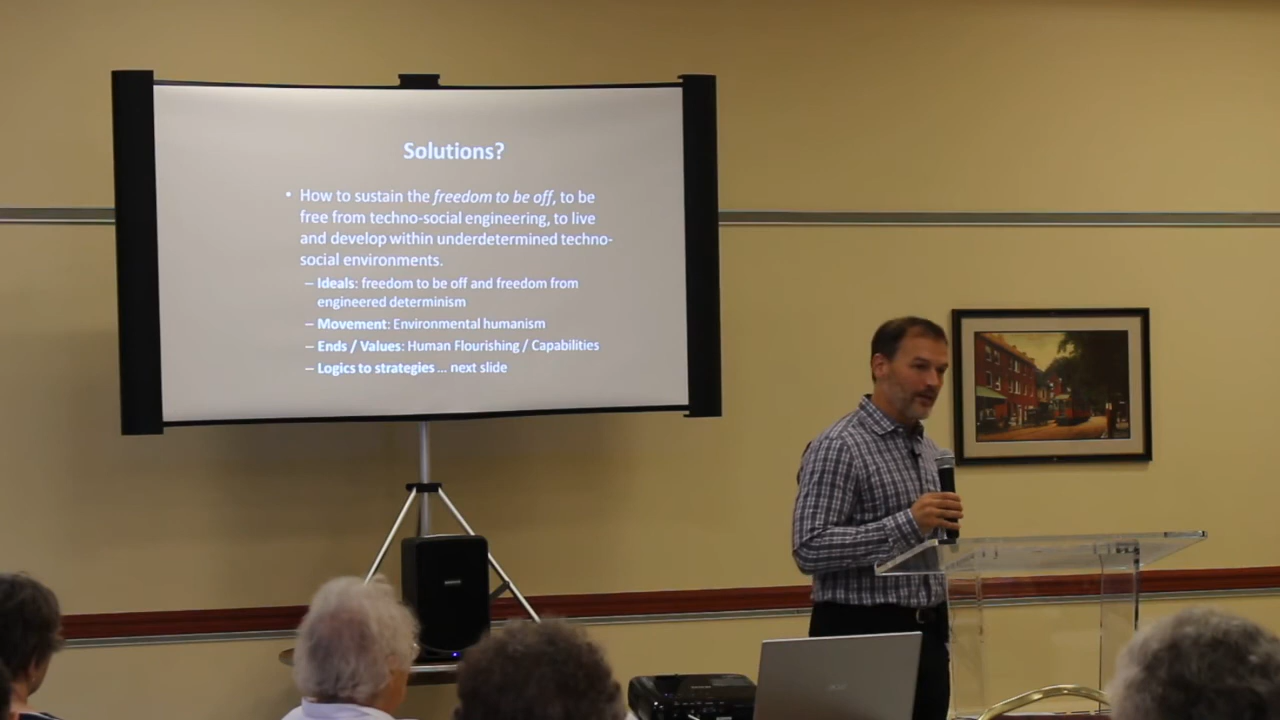 Solutions?
• How to sustain the freedom to be off, to be
free from techno-social engineering, to live
and develop within underdetermined techno-
social environments.
– Ideals: freedom to be off and freedom from
engineered determinism
– Movement: Environmental humanism
– Ends / Values: Human Flourishing / Capabilities
– Logics to strategies ... next slide
acer